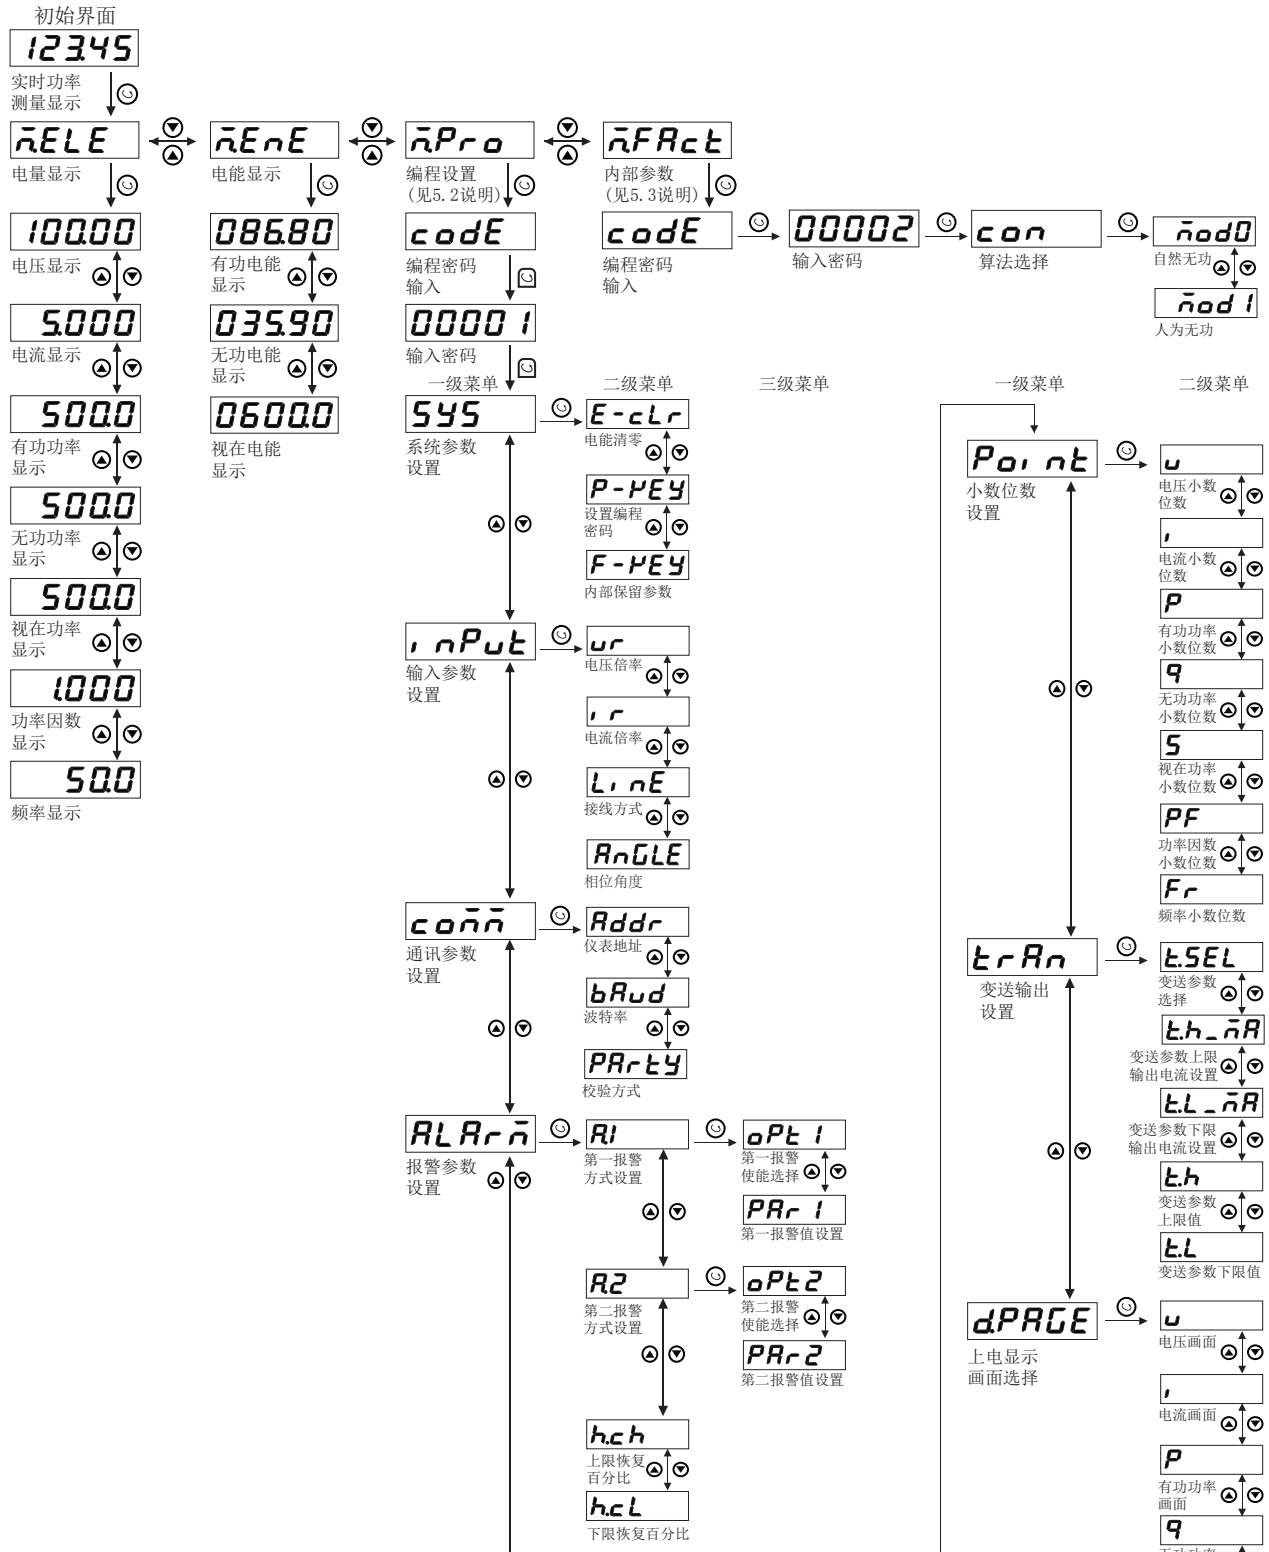 初始界面
123.45
实时功率
测量显示
M.ELE
电量显示
100.00
电压显示
5.000
电流显示
500.0
有功功率
显示
500.0
无功功率
显示
500.0
视在功率
显示
1.000
功率因数
显示
50.0
频率显示
M.EnE
电能显示
086.80
有功电能
显示
035.90
无功电能
显示
0600.0
视在电能
显示
M.Pro
编程设置
(见5.2说明)
codE
编程密码
输入
00001
输入密码
M.FAct
内部参数
(见5.3说明)
codE
编程密码
输入
00002
输入密码
con
算法选择
mod0
自然无功
mod1
人为无功
一级菜单
二级菜单
三级菜单
SYS
系统参数
设置
E-cLr
电能清零
P-KEY
设置编程
密码
F-KEY
内部保留参数
inPut
输入参数
设置
ur
电压倍率
ir
电流倍率
LinE
接线方式
AnGLE
相位角度
comm
通讯参数
设置
Addr
仪表地址
bAud
波特率
PArtY
校验方式
ALArm
报警参数
设置
A.1
第一报警
方式设置
oPt1
第一报警
使能选择
PAr1
第一报警值设置
A.2
第二报警
方式设置
oPt2
第二报警
使能选择
PAr2
第二报警值设置
h.ch
上限恢复
百分比
h.cL
下限恢复百分比
一级菜单
二级菜单
Point
小数位数
设置
u
电压小数
位数
i
电流小数
位数
P
有功功率
小数位数
q
无功功率
小数位数
S
视在功率
小数位数
PF
功率因数
小数位数
Fr
频率小数位数
trAn
变送输出
设置
t.SEL
变送参数
选择
t.h_mA
变送参数上限
输出电流设置
t.L_mA
变送参数下限
输出电流设置
t.h
变送参数
上限值
t.L
变送参数下限值
d.PAGE
上电显示
画面选择
u
电压画面
i
电流画面
P
有功功率
画面
q